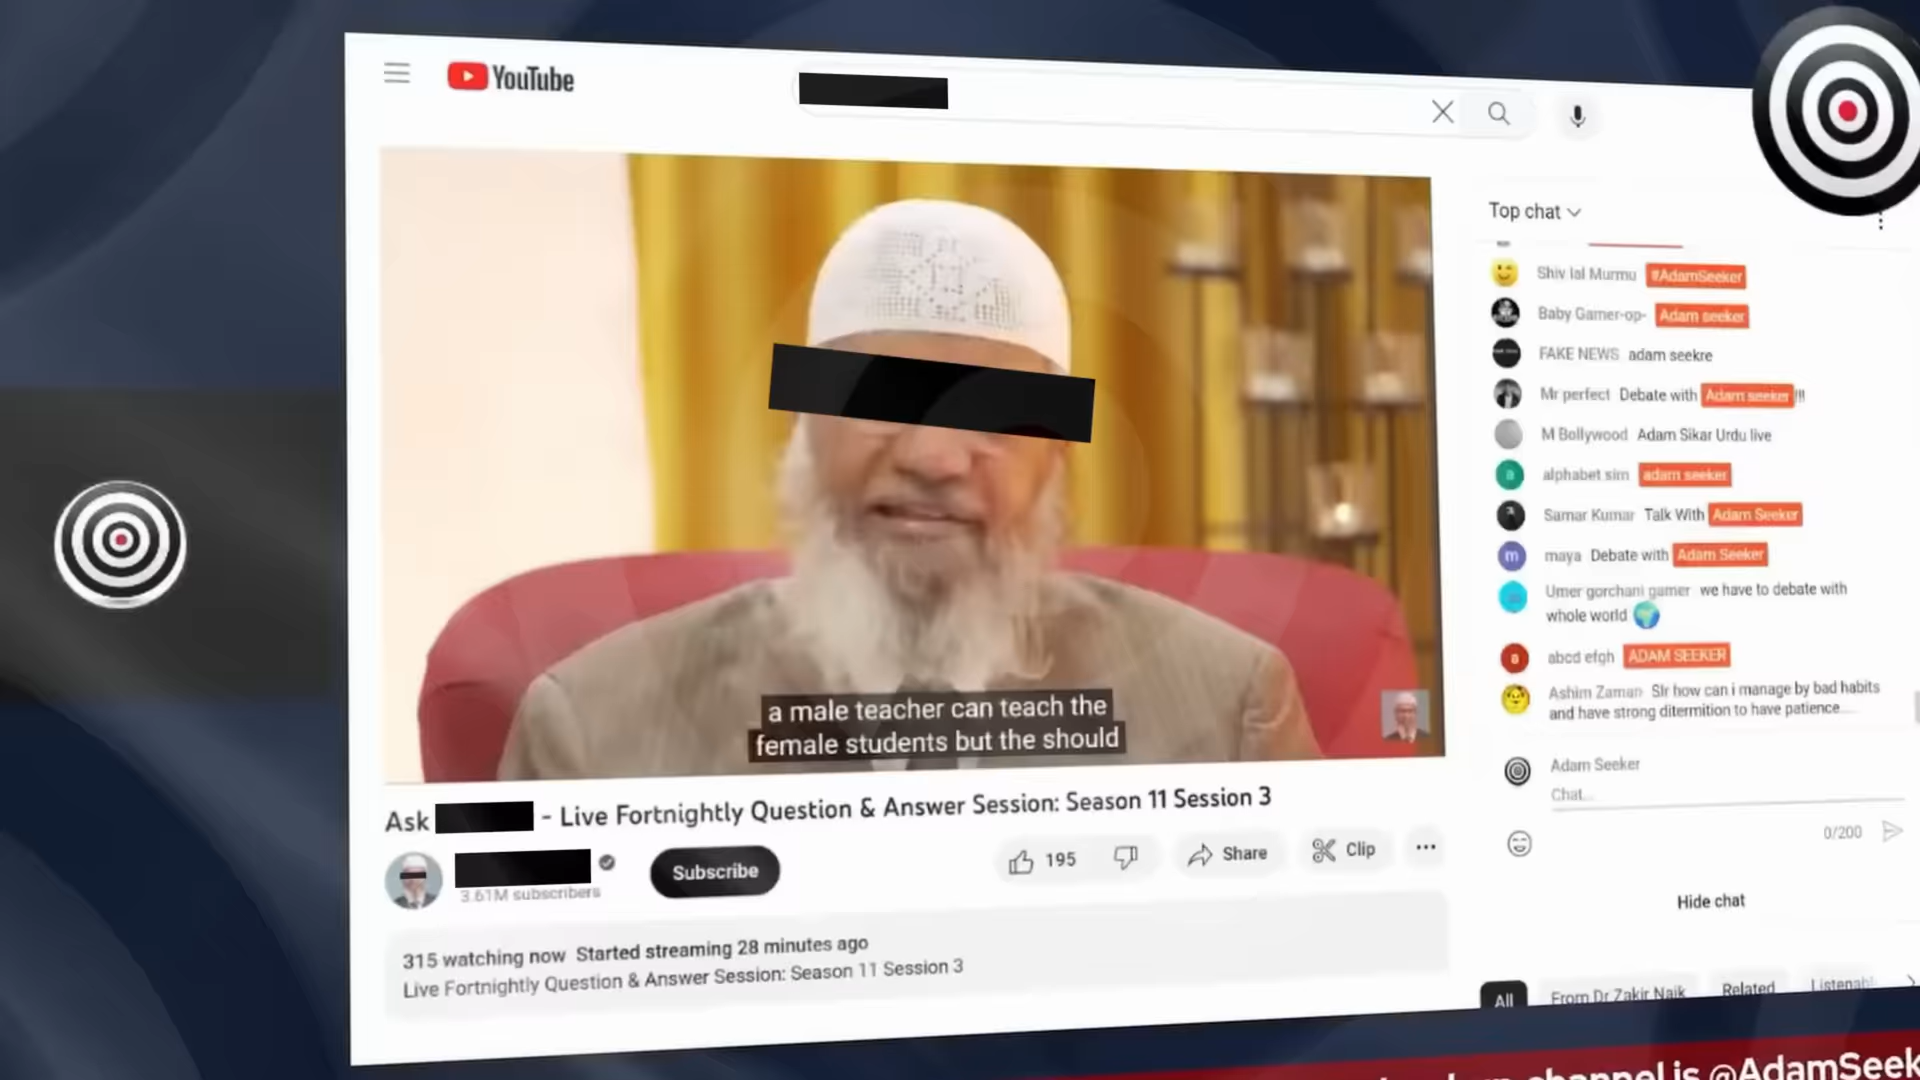 YouTube
a male teacher can teach the
female students but the should
Ask - Live Fortnightly Question & Answer Session: Season 11 Session 3
3.61M subscribers
Subscribe
195
Share
Clip
315 watching now Started streaming 28 minutes ago
Live Fortnightly Question & Answer Session: Season 11 Session 3
Top chat
Shiv lal Murmu #AdamSeeker
Baby Gamer-op- Adam seeker
FAKE NEWS adam seekre
Mr perfect Debate with Adam seeker !!!
M Bollywood Adam Sikar Urdu live
alphabet sim adam seeker
Samar Kumar Talk With Adam Seeker
maya Debate with Adam Seeker
Umer gorchani gamer we have to debate with
whole world
abcd efgh ADAM SEEKER
Ashim Zaman SIr how can i manage by bad habits
and have strong ditermition to have patience
Adam Seeker
Chat...
0/200
Hide chat
All
From Dr Zakir Naik
Related
channel is @AdamSeek